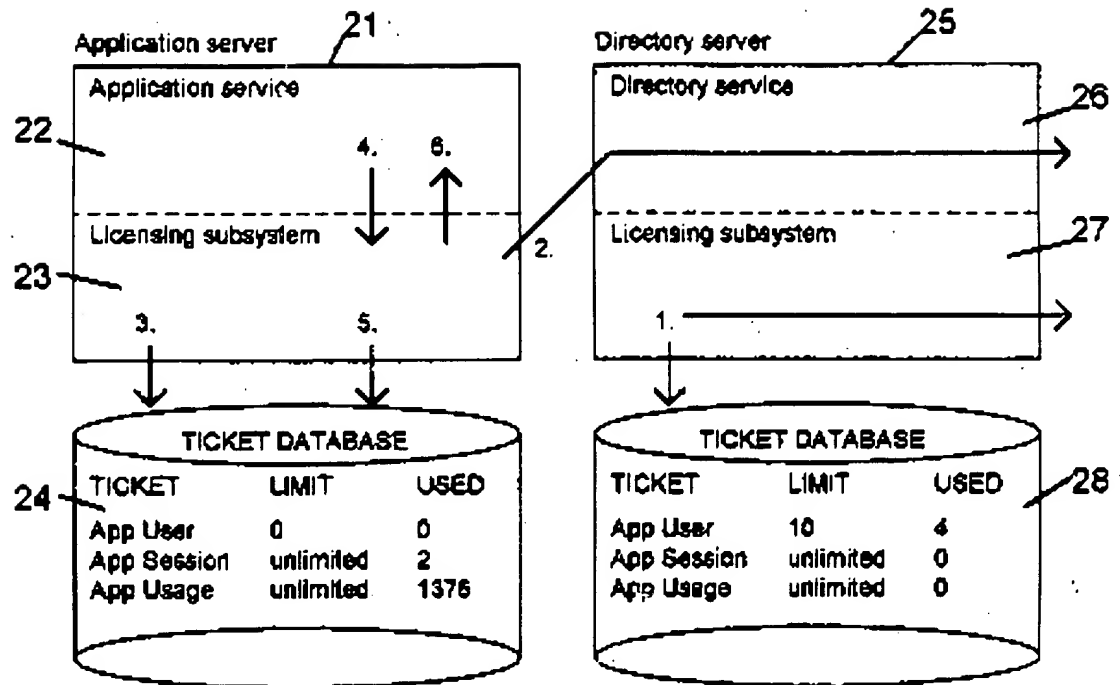 21
25
Application server
Directory server
Application service
Directory service
26
22
4.
6.
Licensing subsystem
2.
Licensing subsystem
27
23
3.
5.
1.
TICKET DATABASE
TICKET DATABASE
24
TICKET LIMIT USED
TICKET LIMIT USED
28
App User 0 0
App User 10 4
App Session unlimited 2
App Session unlimited 0
App Usage unlimited 1376
App Usage unlimited 0